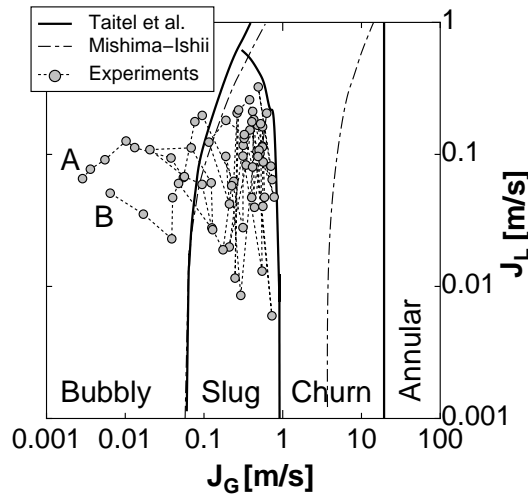 Taitel et al.
Mishima–Ishii
Experiments
A
B
Bubbly
Slug
Churn
Annular
1
0.1
0.01
0.001
J_L [m/s]
0.001
0.01
0.1
1
10
100
J_G [m/s]